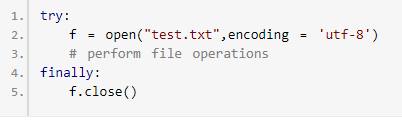 1. try:
2.     f = open("test.txt",encoding = 'utf-8')
3.     # perform file operations
4. finally:
5.     f.close()